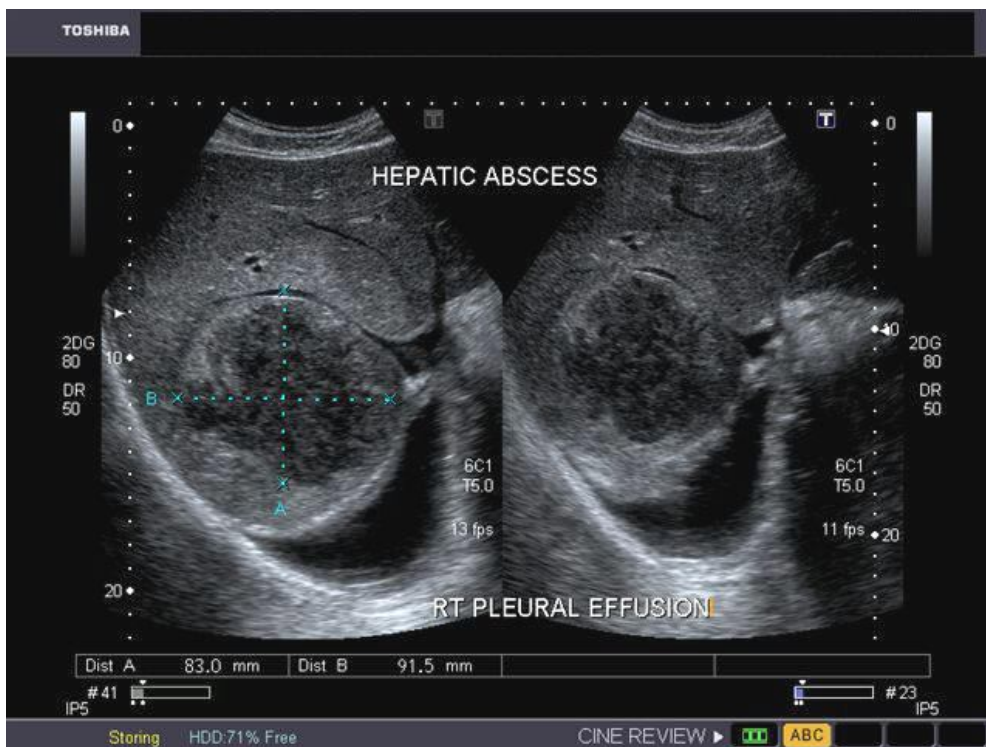 TOSHIBA
0
0
T
T
HEPATIC ABSCESS
2DG
80
DR
50
10
B
A
6C1
T5.0
13 fps
20
10
2DG
80
DR
50
6C1
T5.0
11 fps
20
RT PLEURAL EFFUSION
Dist A 83.0 mm Dist B 91.5 mm
#41
IP5
#23
IP5
Storing HDD:71% Free CINE REVIEW ABC